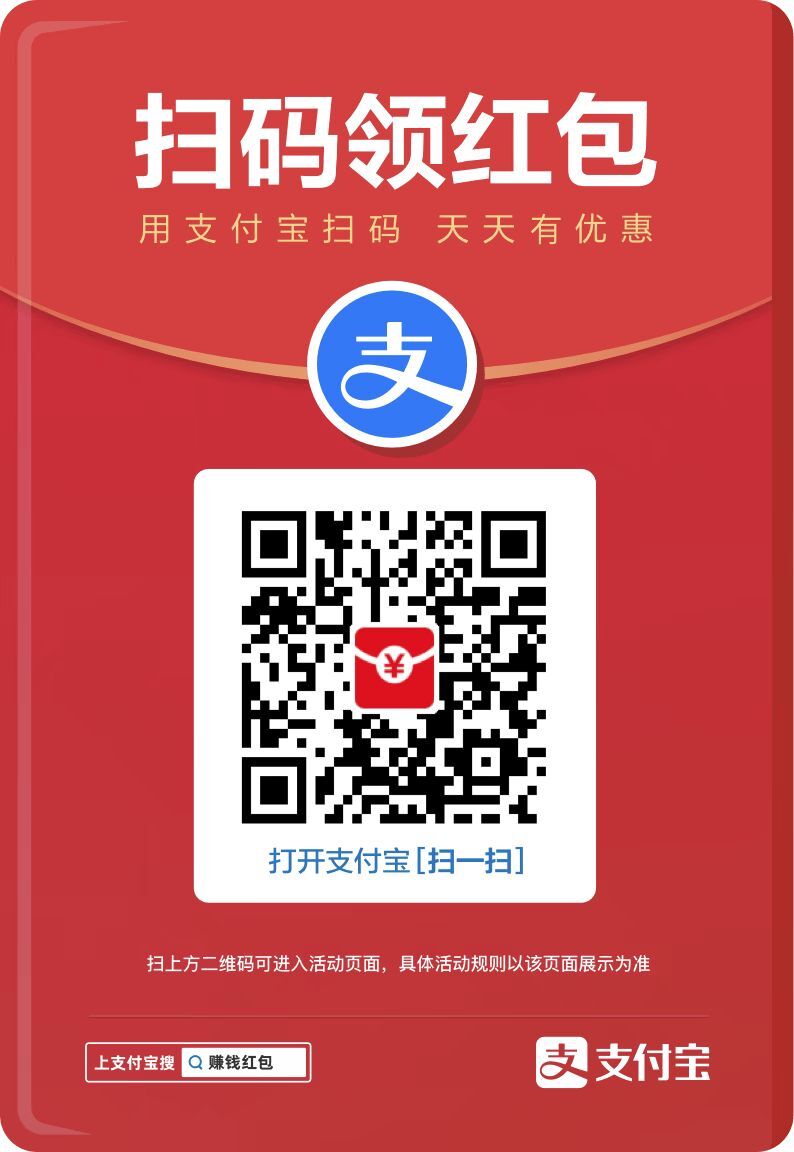 扫码领红包
用支付宝扫码 天天有优惠
支
¥
打开支付宝[扫一扫]
扫上方二维码可进入活动页面，具体活动规则以该页面展示为准
上支付宝搜 赚钱红包
支 支付宝